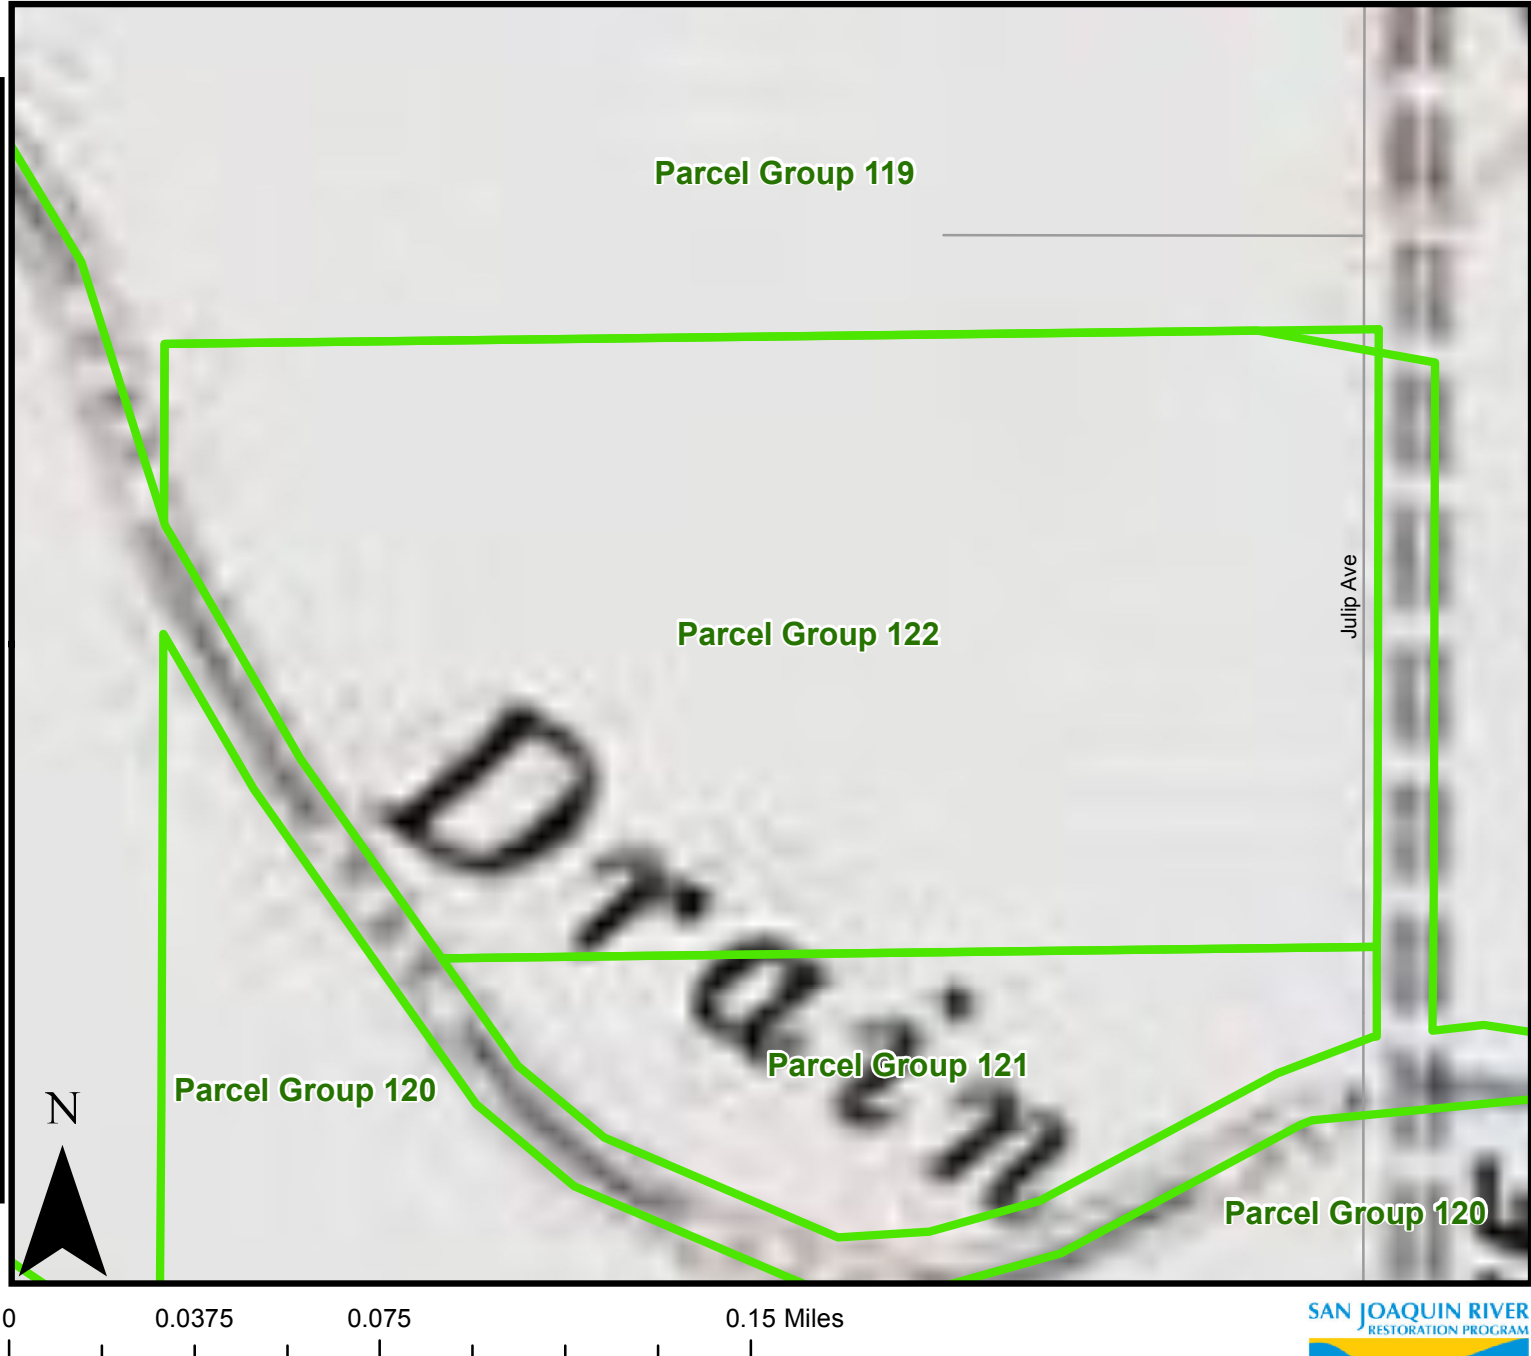 Parcel Group 119
Julip Ave
Parcel Group 122
Drain
Parcel Group 121
Parcel Group 120
N
Parcel Group 120
0 0.0375 0.075 0.15 Miles
SAN JOAQUIN RIVER
RESTORATION PROGRAM